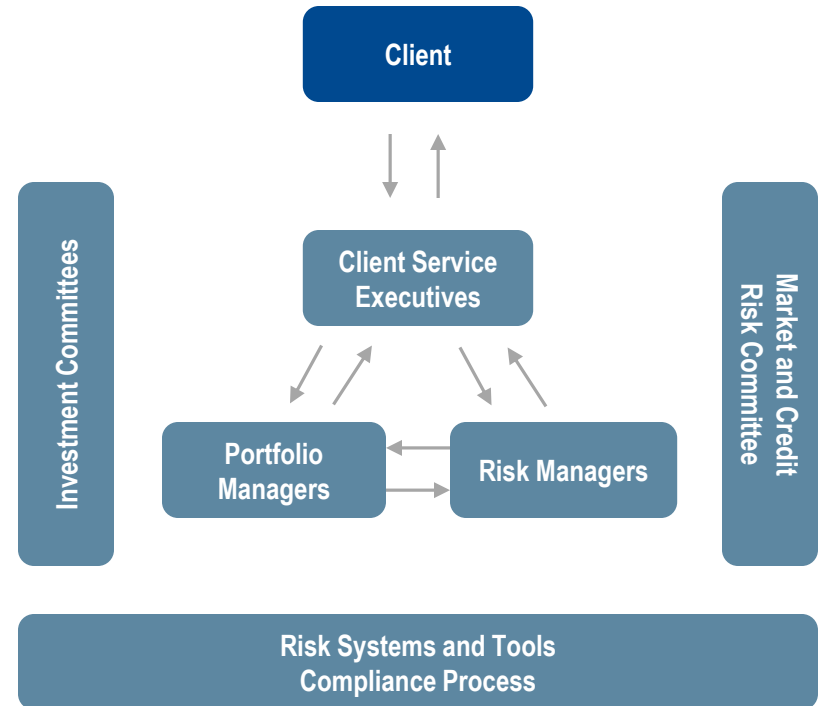 Client
Client Service
Executives
Investment Committees
Market and Credit
Risk Committee
Portfolio
Managers
Risk Managers
Risk Systems and Tools
Compliance Process